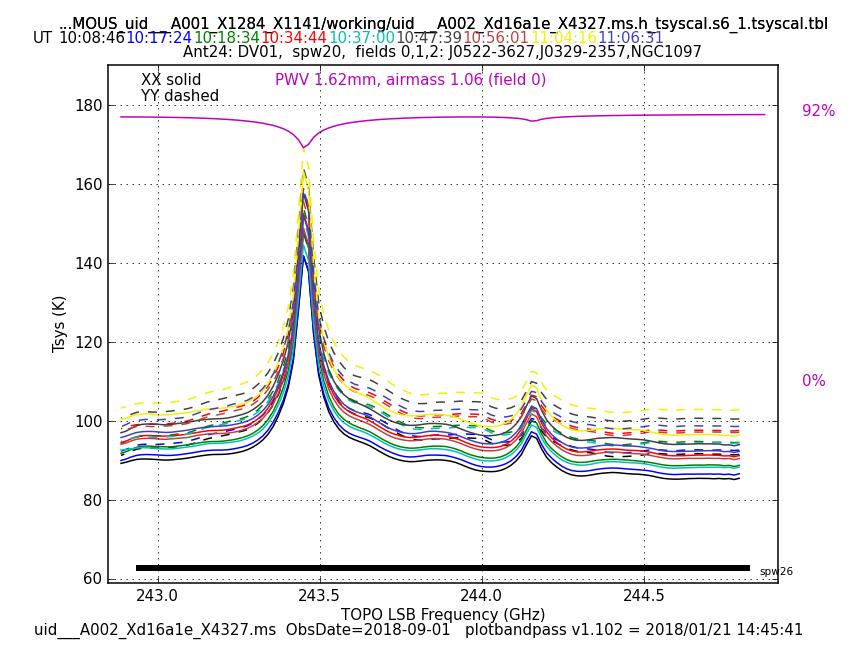 ...MOUS_uid___A001_X1284_X1141/working/uid___A002_Xd16a1e_X4327.ms.h_tsyscal.s6_1.tsyscal.tbl
UT 10:08:46 10:17:24 10:18:34 10:34:44 10:37:00 10:47:39 10:56:01 11:04:16 11:06:31
Ant24: DV01, spw20, fields 0,1,2: J0522-3627,J0329-2357,NGC1097
XX solid
PWV 1.62mm, airmass 1.06 (field 0)
YY dashed
92%
0%
180
160
140
120
100
80
60
Tsys (K)
spw26
243.0 243.5 244.0 244.5
TOPO LSB Frequency (GHz)
uid___A002_Xd16a1e_X4327.ms ObsDate=2018-09-01 plotbandpass v1.102 = 2018/01/21 14:45:41